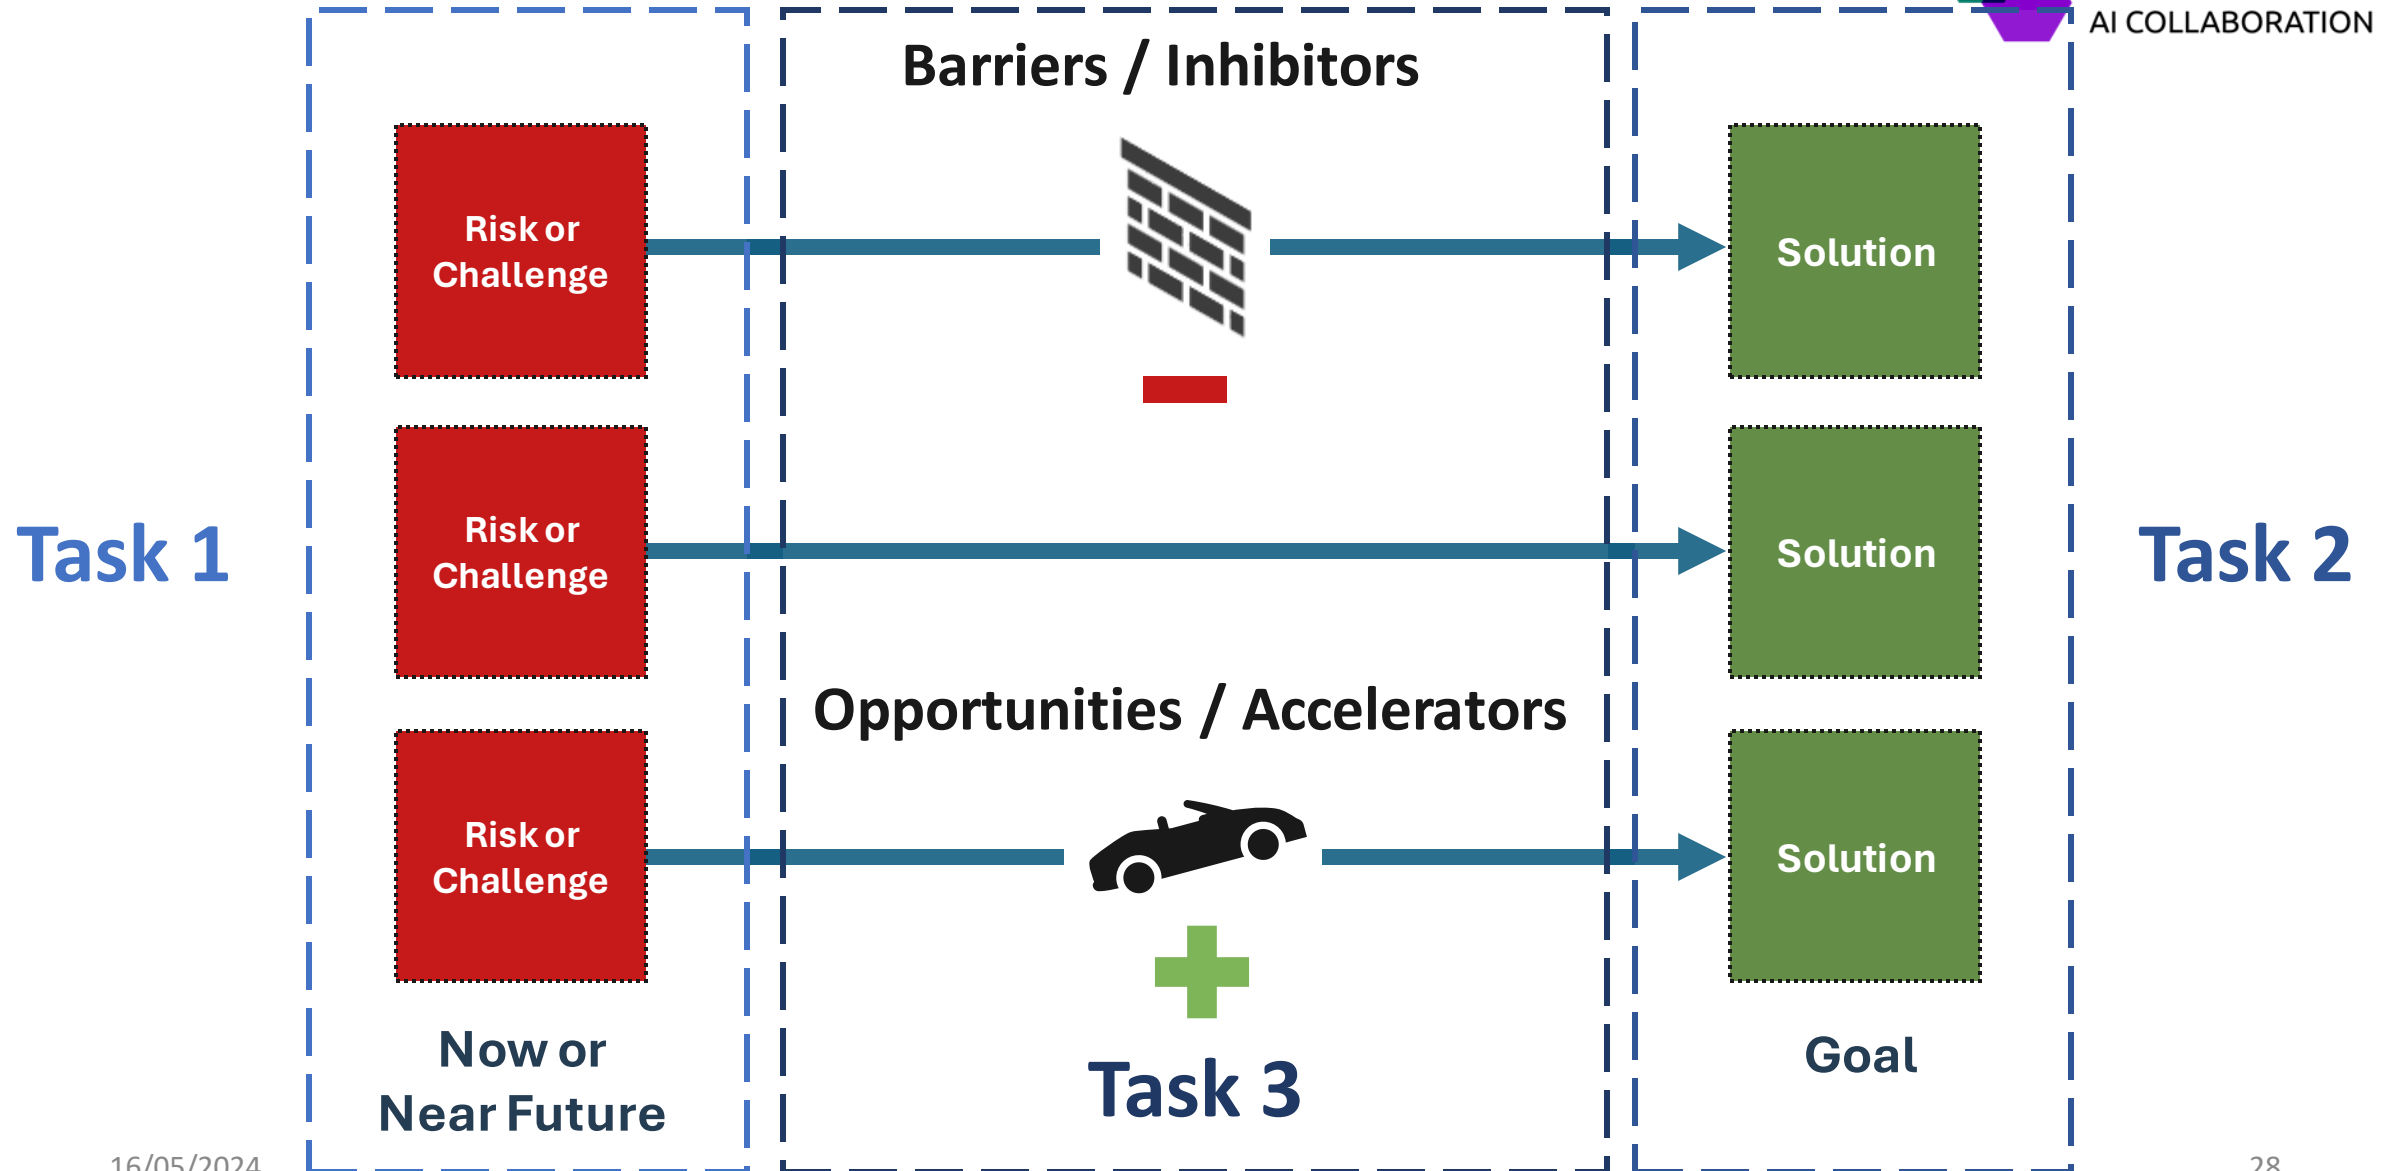 AI COLLABORATION
Barriers / Inhibitors
Risk or
Challenge
Solution
Task 1
Risk or
Challenge
Solution
Task 2
Opportunities / Accelerators
Risk or
Challenge
Solution
Now or
Near Future
Task 3
Goal
16/05/2024
28